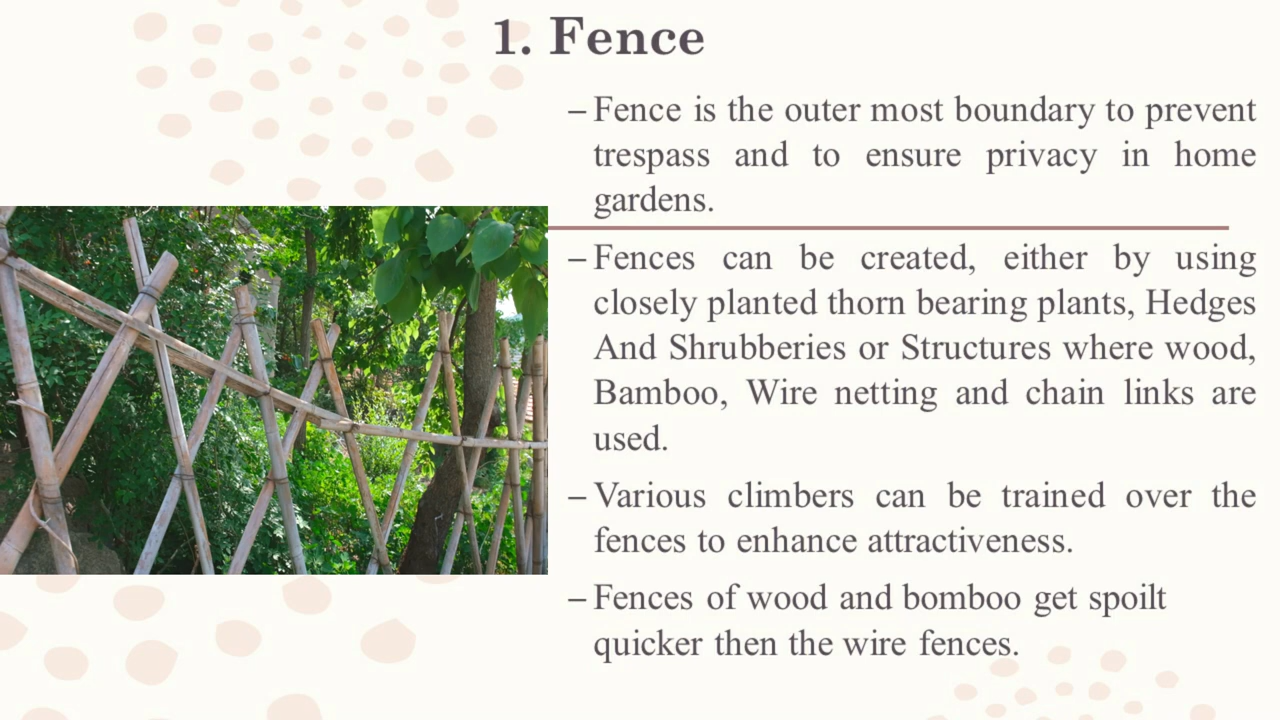 1. Fence
– Fence is the outer most boundary to prevent
trespass and to ensure privacy in home
gardens.
– Fences can be created, either by using
closely planted thorn bearing plants, Hedges
And Shrubberies or Structures where wood,
Bamboo, Wire netting and chain links are
used.
– Various climbers can be trained over the
fences to enhance attractiveness.
– Fences of wood and bomboo get spoilt
quicker then the wire fences.